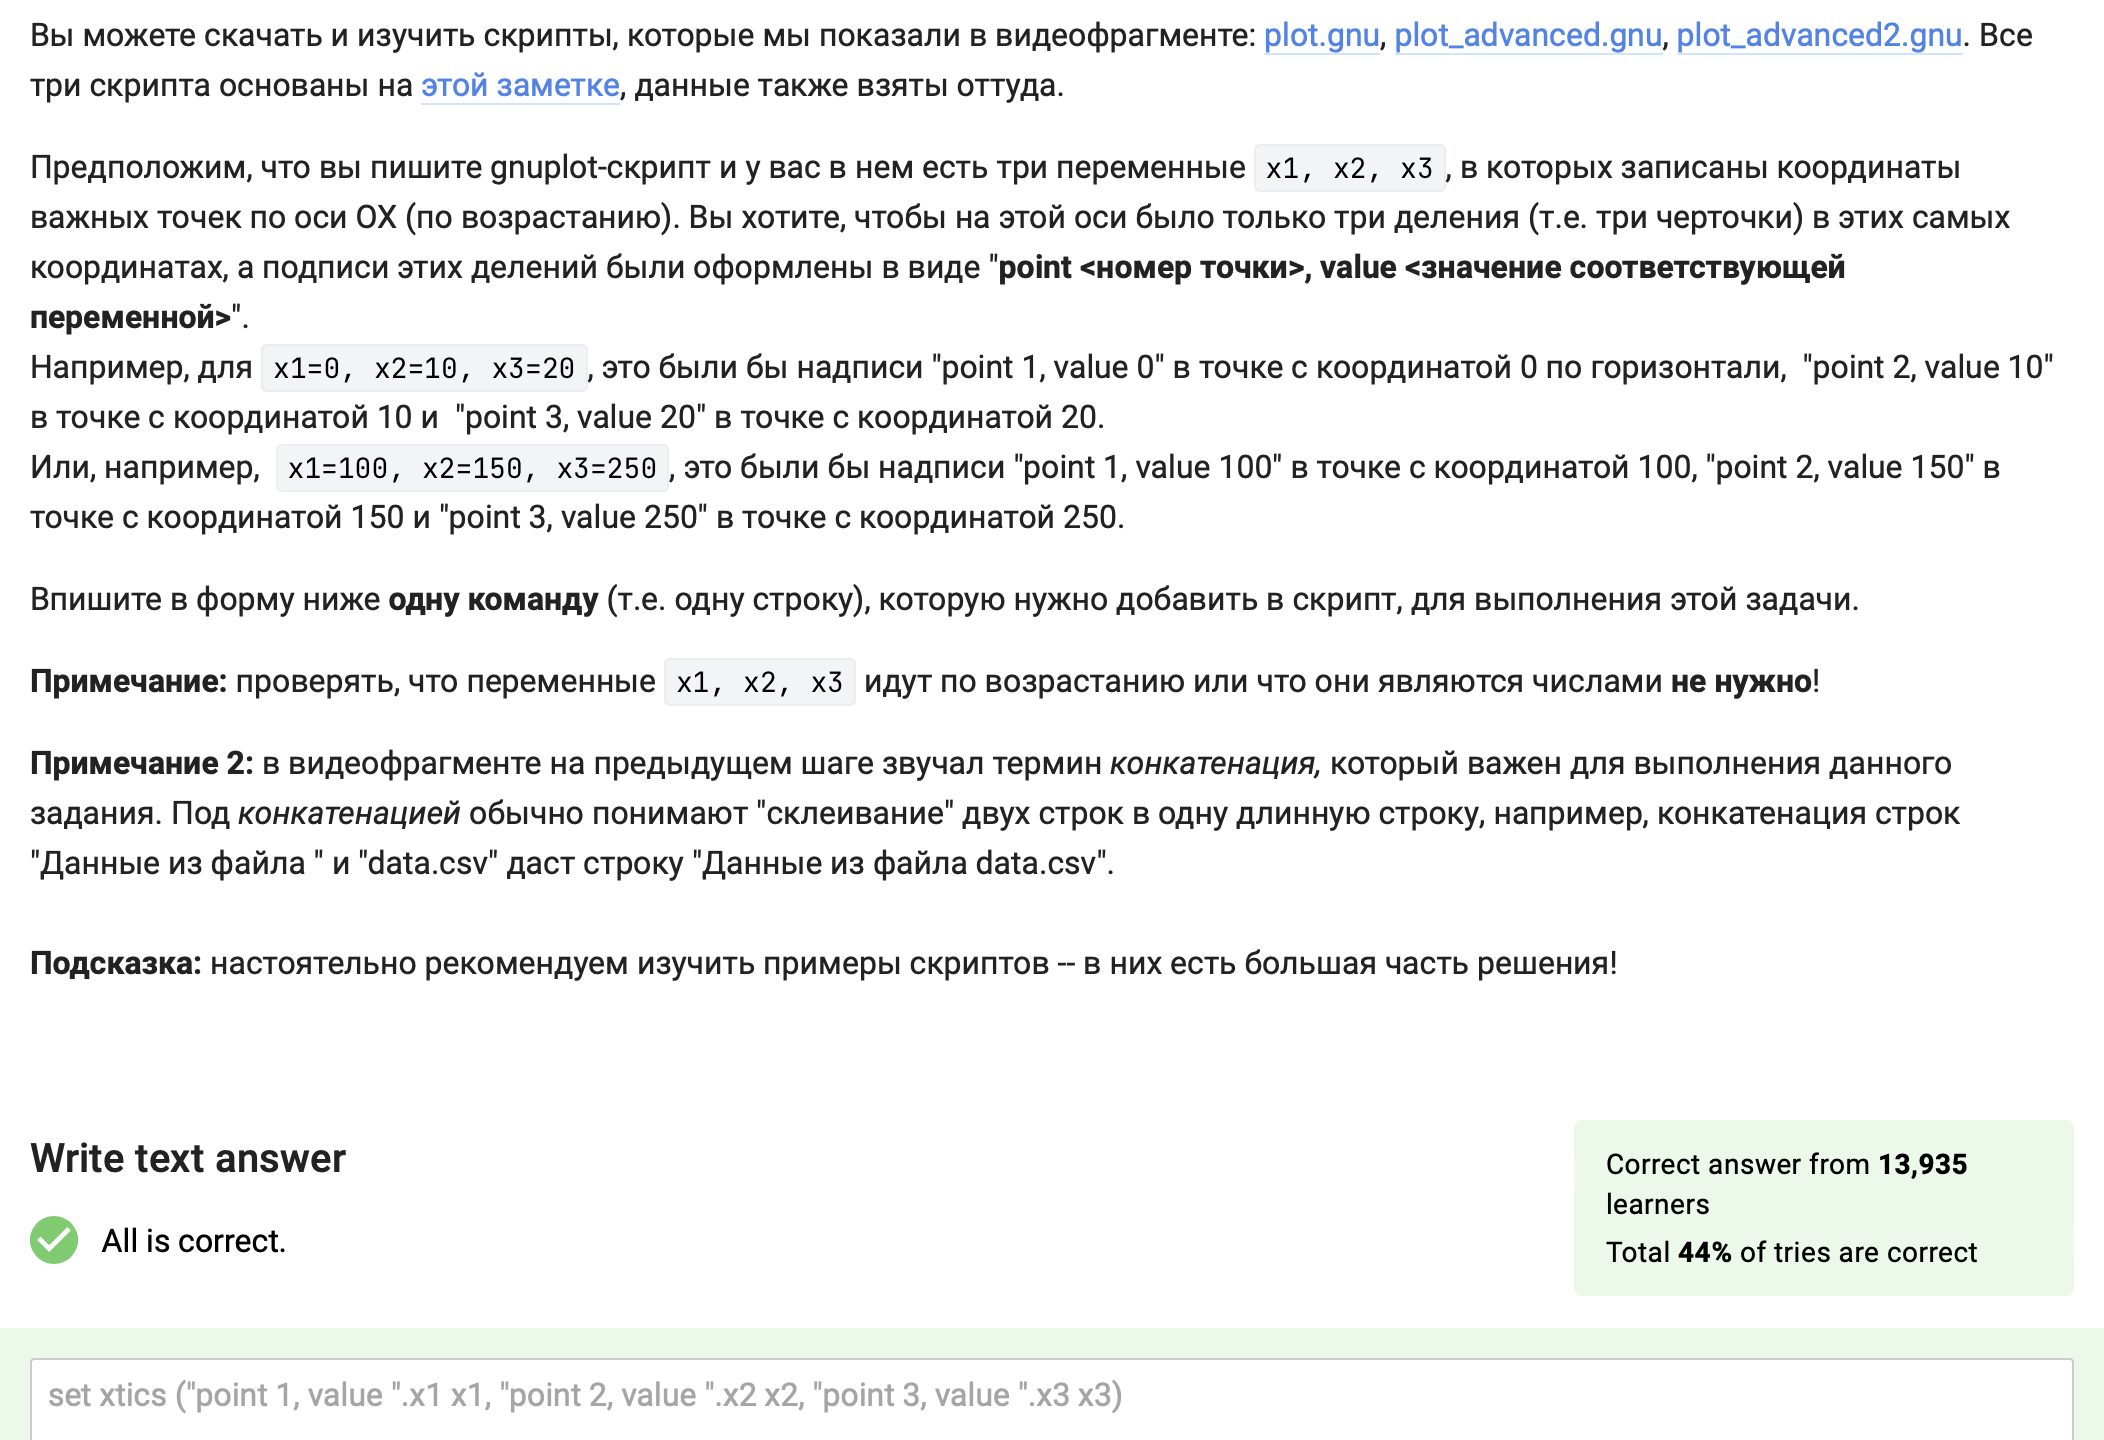 Вы можете скачать и изучить скрипты, которые мы показали в видеофрагменте: plot.gnu, plot_advanced.gnu, plot_advanced2.gnu. Все
три скрипта основаны на этой заметке, данные также взяты оттуда.
Предположим, что вы пишите gnuplot-скрипт и у вас в нем есть три переменные x1, x2, x3, в которых записаны координаты
важных точек по оси OX (по возрастанию). Вы хотите, чтобы на этой оси было только три деления (т.е. три черточки) в этих самых
координатах, а подписи этих делений были оформлены в виде "point <номер точки>, value <значение соответствующей
переменной>".
Например, для x1=0, x2=10, x3=20, это были бы надписи "point 1, value 0" в точке с координатой 0 по горизонтали, "point 2, value 10"
в точке с координатой 10 и "point 3, value 20" в точке с координатой 20.
Или, например, x1=100, x2=150, x3=250, это были бы надписи "point 1, value 100" в точке с координатой 100, "point 2, value 150" в
точке с координатой 150 и "point 3, value 250" в точке с координатой 250.
Впишите в форму ниже одну команду (т.е. одну строку), которую нужно добавить в скрипт, для выполнения этой задачи.
Примечание: проверять, что переменные x1, x2, x3 идут по возрастанию или что они являются числами не нужно!
Примечание 2: в видеофрагменте на предыдущем шаге звучал термин конкатенация, который важен для выполнения данного
задания. Под конкатенацией обычно понимают "склеивание" двух строк в одну длинную строку, например, конкатенация строк
"Данные из файла " и "data.csv" даст строку "Данные из файла data.csv".
Подсказка: настоятельно рекомендуем изучить примеры скриптов -- в них есть большая часть решения!
Write text answer
All is correct.
Correct answer from 13,935
learners
Total 44% of tries are correct
set xtics ("point 1, value ".x1 x1, "point 2, value ".x2 x2, "point 3, value ".x3 x3)